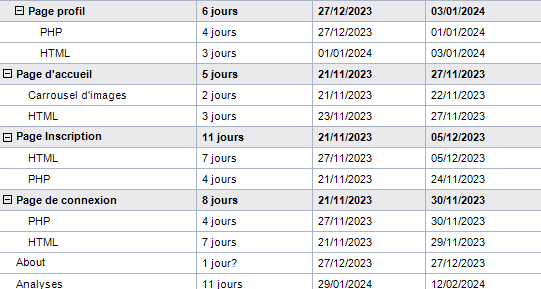 Page profil 6 jours 27/12/2023 03/01/2024
PHP 4 jours 27/12/2023 01/01/2024
HTML 3 jours 01/01/2024 03/01/2024
Page d'accueil 5 jours 21/11/2023 27/11/2023
Carrousel d'images 2 jours 21/11/2023 22/11/2023
HTML 3 jours 23/11/2023 27/11/2023
Page Inscription 11 jours 21/11/2023 05/12/2023
HTML 7 jours 27/11/2023 05/12/2023
PHP 4 jours 21/11/2023 24/11/2023
Page de connexion 8 jours 21/11/2023 30/11/2023
PHP 4 jours 27/11/2023 30/11/2023
HTML 7 jours 21/11/2023 29/11/2023
About 1 jour? 27/12/2023 27/12/2023
Analyses 11 jours 29/01/2024 12/02/2024